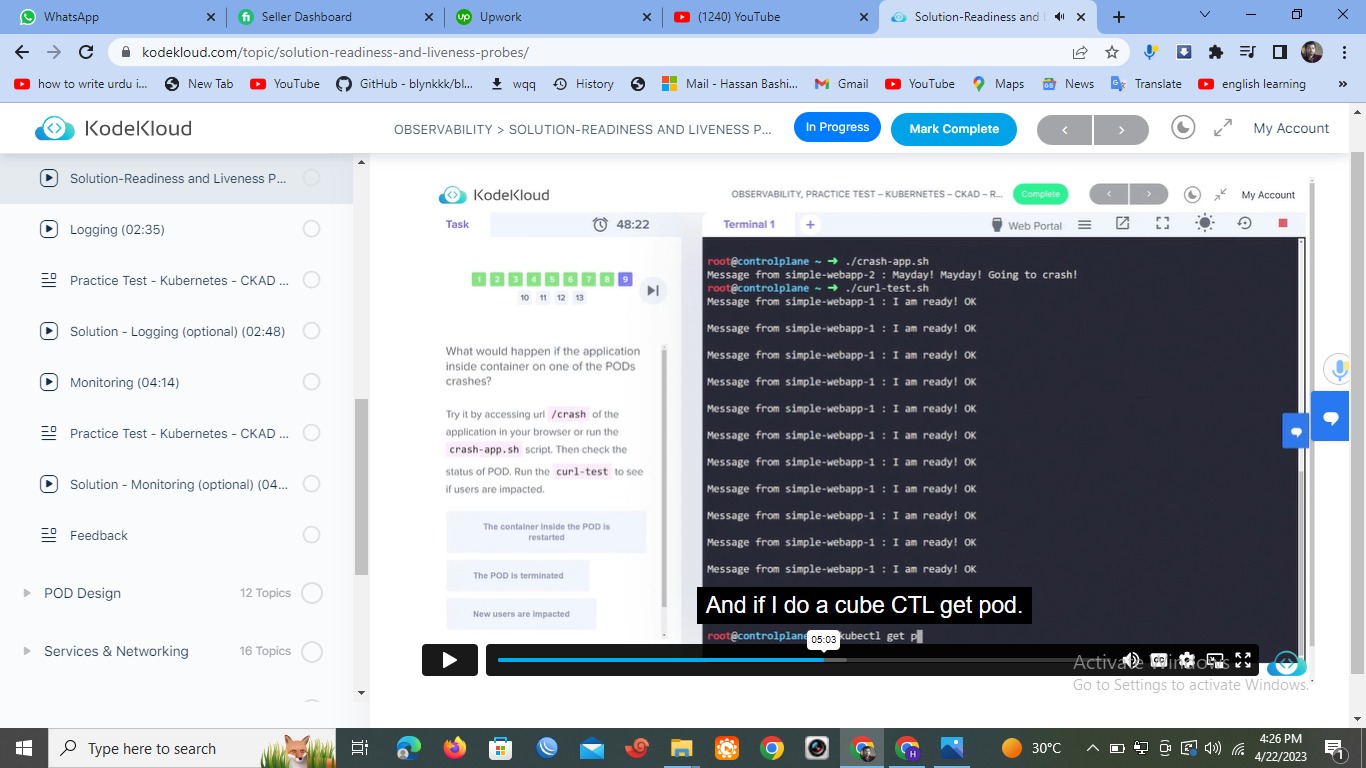 WhatsApp
Seller Dashboard
Upwork
(1240) YouTube
Solution-Readiness and L
kodekloud.com/topic/solution-readiness-and-liveness-probes/
how to write urdu i...
New Tab
YouTube
GitHub - blynkkk/bl...
wqq
History
Mail - Hassan Bashi...
Gmail
YouTube
Maps
News
Translate
english learning
»
KodeKloud
OBSERVABILITY > SOLUTION-READINESS AND LIVENESS P...
In Progress
Mark Complete
My Account
Solution-Readiness and Liveness P...
Logging (02:35)
Practice Test - Kubernetes - CKAD ...
Solution - Logging (optional) (02:48)
Monitoring (04:14)
Practice Test - Kubernetes - CKAD ...
Solution - Monitoring (optional) (04...
Feedback
POD Design
12 Topics
Services & Networking
16 Topics
KodeKloud
OBSERVABILITY, PRACTICE TEST – KUBERNETES – CKAD – R...
Complete
My Account
Task
48:22
Terminal 1
+
Web Portal
1 2 3 4 5 6 7 8 9
10 11 12 13
What would happen if the application
inside container on one of the PODs
crashes?
Try it by accessing url /crash of the
application in your browser or run the
crash-app.sh script. Then check the
status of POD. Run the curl-test to see
if users are impacted.
The container inside the POD is
restarted
The POD is terminated
New users are impacted
root@controlplane ~ ➜ ./crash-app.sh
Message from simple-webapp-2 : Mayday! Mayday! Going to crash!
root@controlplane ~ ➜ ./curl-test.sh
Message from simple-webapp-1 : I am ready! OK
Message from simple-webapp-1 : I am ready! OK
Message from simple-webapp-1 : I am ready! OK
Message from simple-webapp-1 : I am ready! OK
Message from simple-webapp-1 : I am ready! OK
Message from simple-webapp-1 : I am ready! OK
Message from simple-webapp-1 : I am ready! OK
Message from simple-webapp-1 : I am ready! OK
Message from simple-webapp-1 : I am ready! OK
Message from simple-webapp-1 : I am ready! OK
Message from simple-webapp-1 : I am ready! OK
And if I do a cube CTL get pod.
root@controlplane kubectl get p
05:03
CC
Activate Windows
Go to Settings to activate Windows.
Type here to search
30°C
4:26 PM
4/22/2023
1